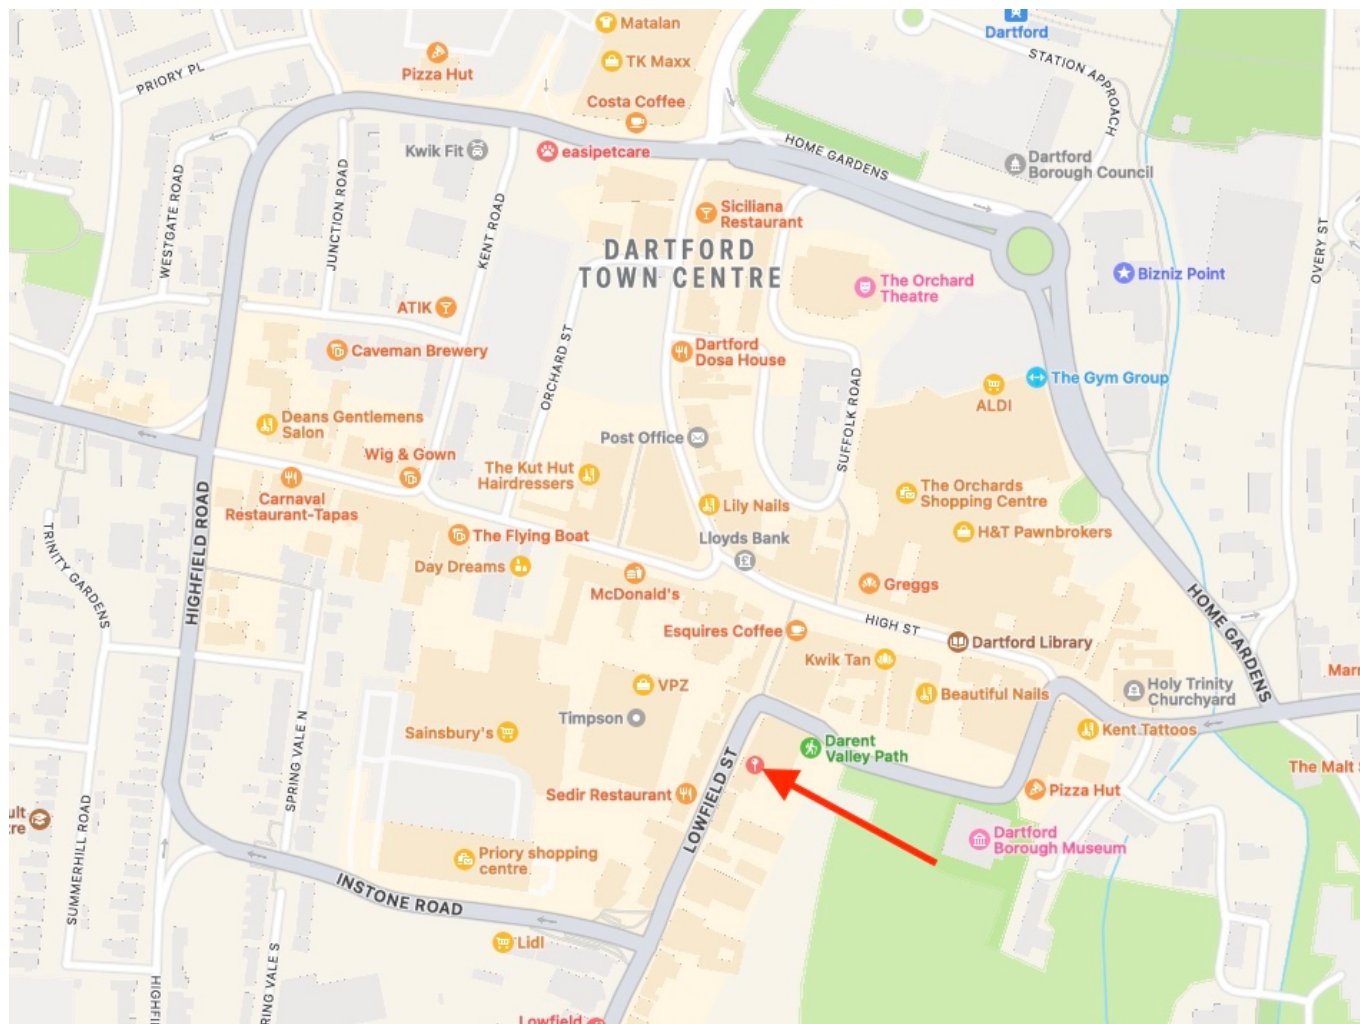 Matalan
TK Maxx
Dartford
STATION APPROACH
PRIORY PL
Pizza Hut
Costa Coffee
Kwik Fit
easipetcare
HOME GARDENS
Dartford
Borough Council
WESTGATE ROAD
JUNCTION ROAD
KENT ROAD
Siciliana
Restaurant
DARTFORD
TOWN CENTRE
OVERY ST
The Orchard
Theatre
Bizniz Point
ATIK
Caveman Brewery
ORCHARD ST
Dartford
Dosa House
The Gym Group
ALDI
SUFFOLK ROAD
Deans Gentlemens
Salon
Wig & Gown
Post Office
The Kut Hut
Hairdressers
Carnaval
Restaurant-Tapas
Lily Nails
The Orchards
Shopping Centre
H&T Pawnbrokers
HIGHFIELD ROAD
TRINITY GARDENS
The Flying Boat
Day Dreams
Lloyds Bank
McDonald's
Greggs
HOME GARDENS
Esquires Coffee
HIGH ST
Dartford Library
Kwik Tan
VPZ
Beautiful Nails
Holy Trinity
Churchyard
Marr
Timpson
Sainsbury's
SPRING VALE N
Darent
Valley Path
Kent Tattoos
LOWFIELD ST
The Malt S
Sedir Restaurant
Pizza Hut
ult
re
SUMMERHILL ROAD
Dartford
Borough Museum
Priory shopping
centre
INSTONE ROAD
Lidl
HIGHFI
RING VALE S
Lowfield